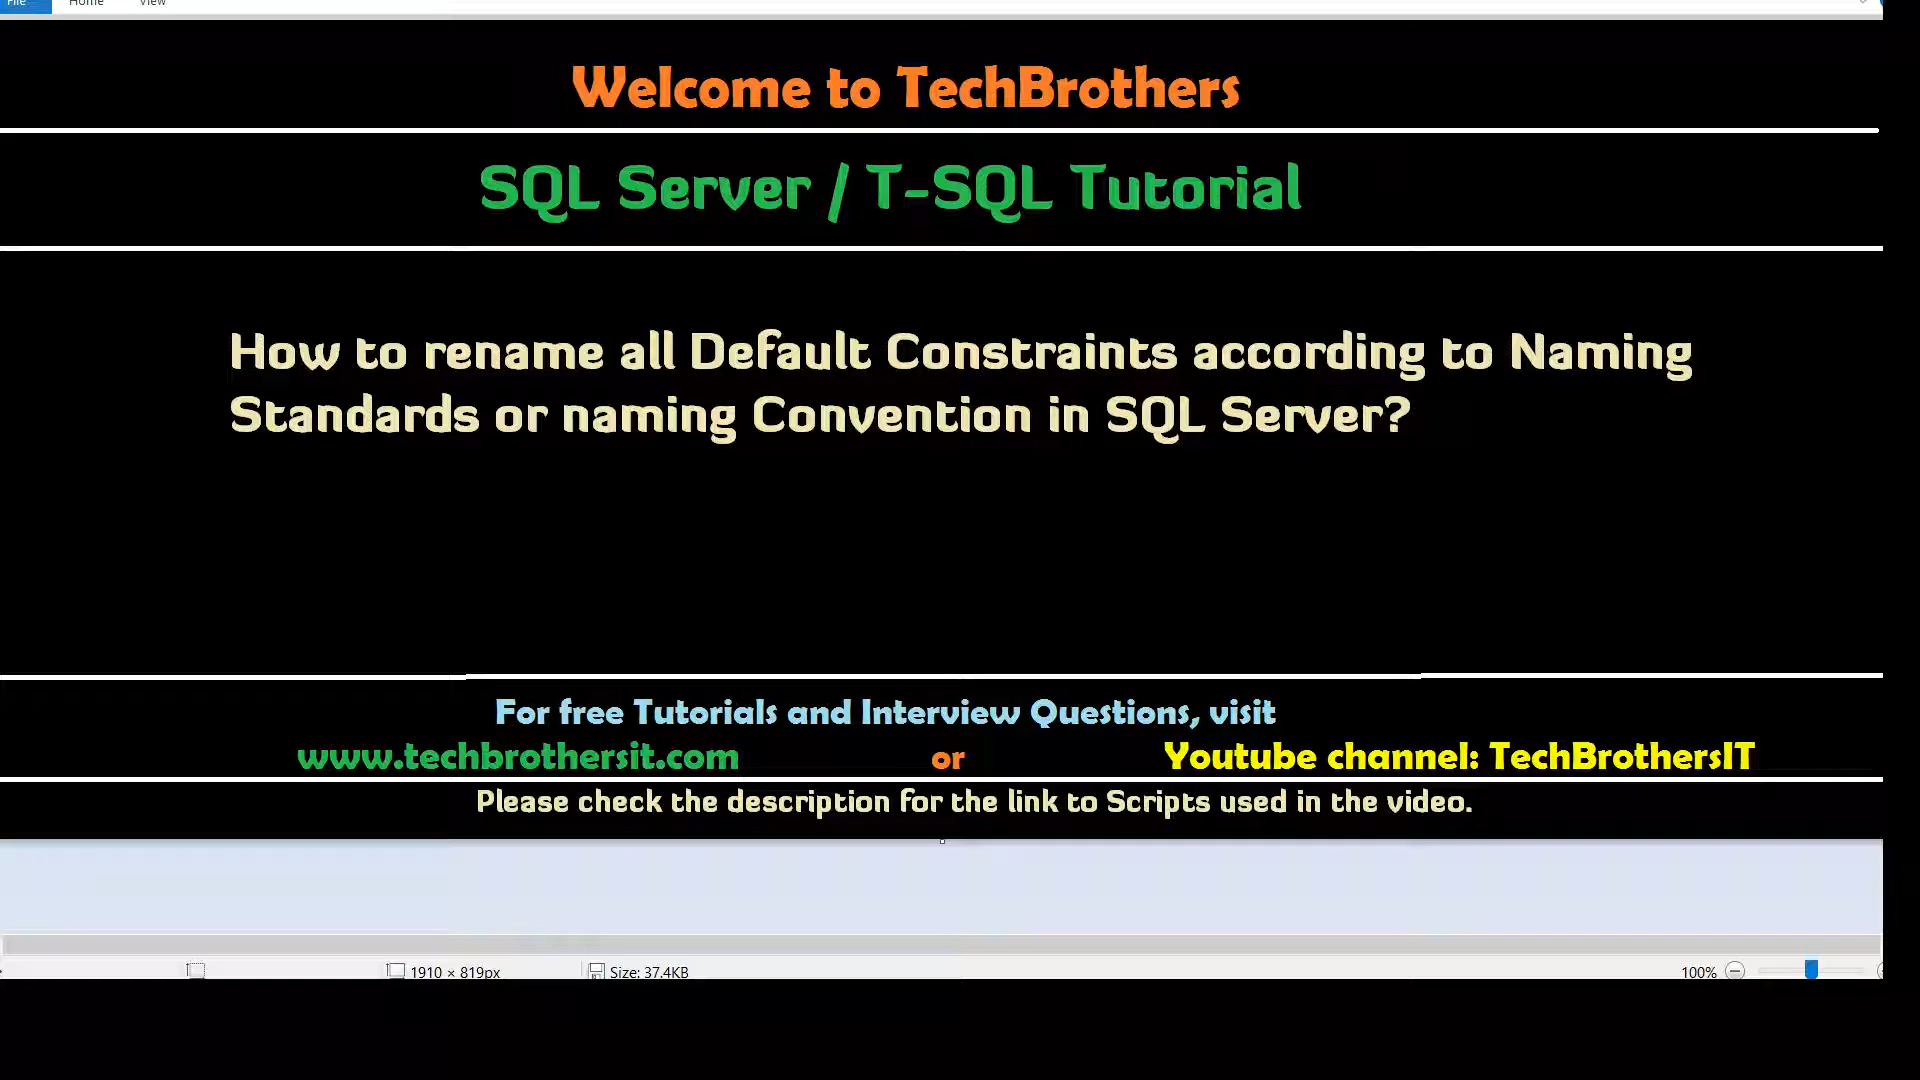 File Home View
Welcome to TechBrothers
SQL Server / T-SQL Tutorial
How to rename all Default Constraints according to Naming
Standards or naming Convention in SQL Server?
For free Tutorials and Interview Questions, visit
www.techbrothersit.com or Youtube channel: TechBrothersIT
Please check the description for the link to Scripts used in the video.
1910 × 819px Size: 37.4KB 100%